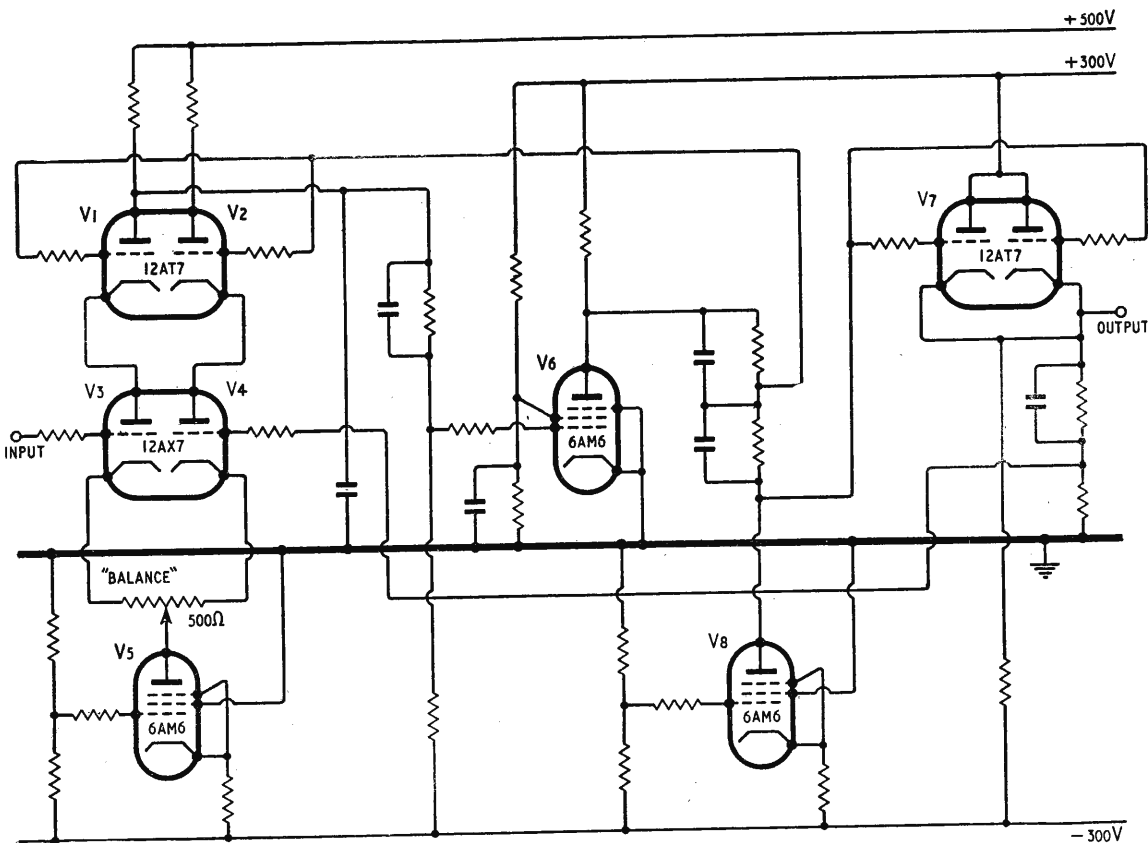 +500V
+300V
V1
V2
12AT7
V7
12AT7
OUTPUT
V3
V4
12AX7
INPUT
V6
6AM6
"BALANCE"
500Ω
V5
6AM6
V8
6AM6
−300V